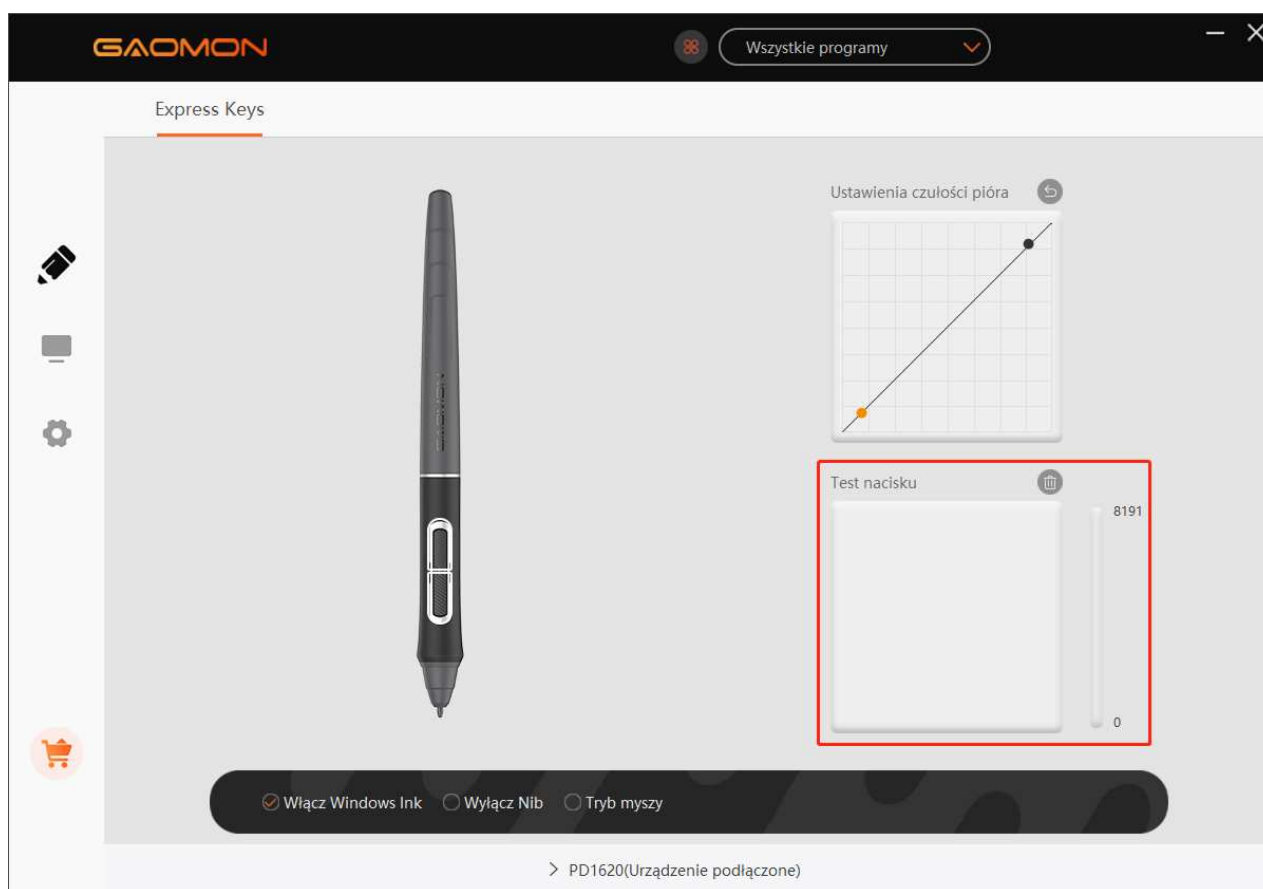 GAOMON
Wszystkie programy
Express Keys
Ustawienia czułości pióra
GAOMON
Test nacisku
8191
0
Włącz Windows Ink
Wyłącz Nib
Tryb myszy
PD1620(Urządzenie podłączone)